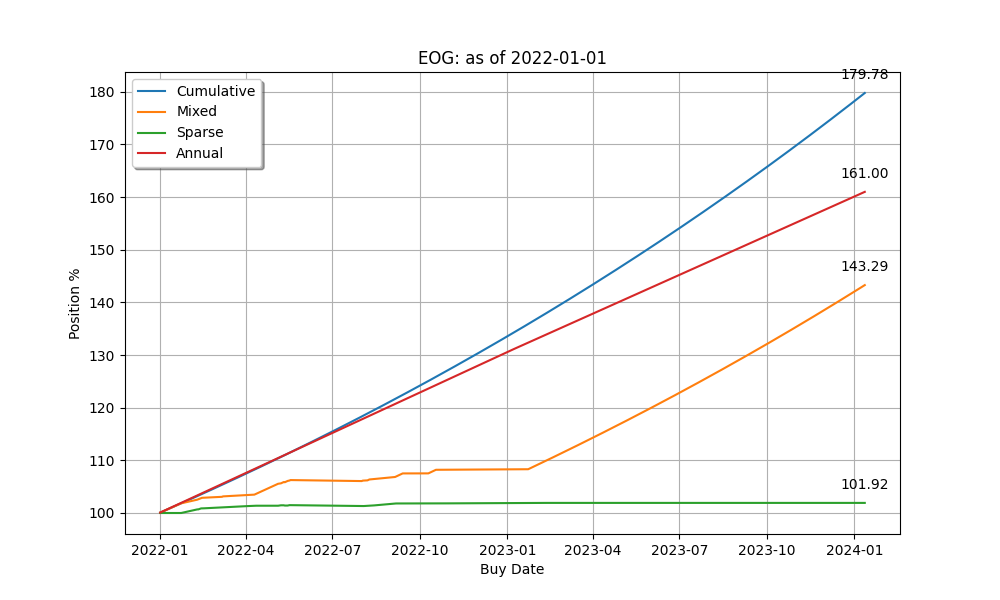 EOG: as of 2022-01-01
179.78
Cumulative
Mixed
Sparse
Annual
161.00
143.29
101.92
180
170
160
150
140
130
120
110
100
Position %
2022-01 2022-04 2022-07 2022-10 2023-01 2023-04 2023-07 2023-10 2024-01
Buy Date